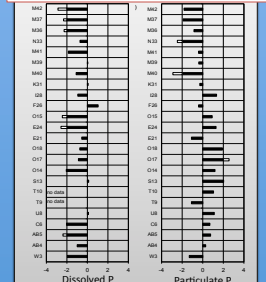 M42
M37
M36
N33
M41
M39
M40
K31
I28
F26
O15
E24
E21
O18
O17
O14
S13
T10 no data
T9 no data
U8
C6
AB5
AB4
W3
-4 -2 0 2 4
Dissolved P
)
M42
M37
M36
N33
M41
M39
M40
K31
I28
F26
O15
E24
E21
O18
O17
O14
S13
T10
T9
U8
C6
AB5
AB4
W3
-4 -2 0 2 4
Particulate P